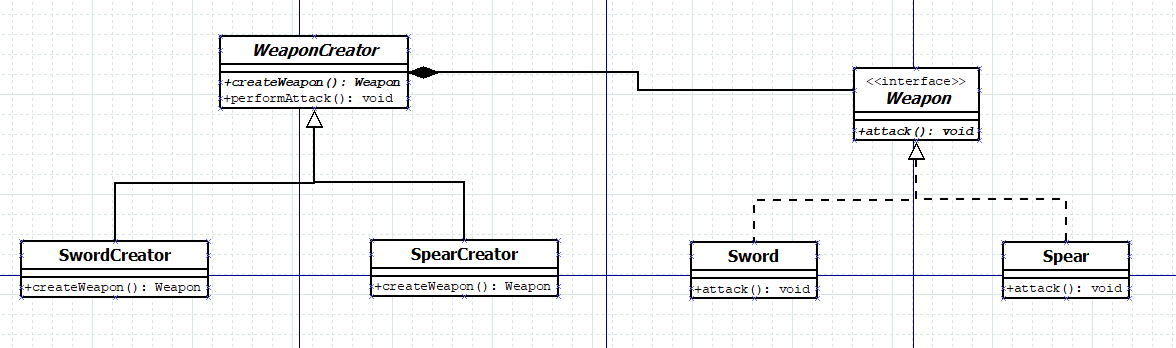 WeaponCreator
+createWeapon(): Weapon
+performAttack(): void
<<interface>>
Weapon
+attack(): void
SwordCreator
+createWeapon(): Weapon
SpearCreator
+createWeapon(): Weapon
Sword
+attack(): void
Spear
+attack(): void